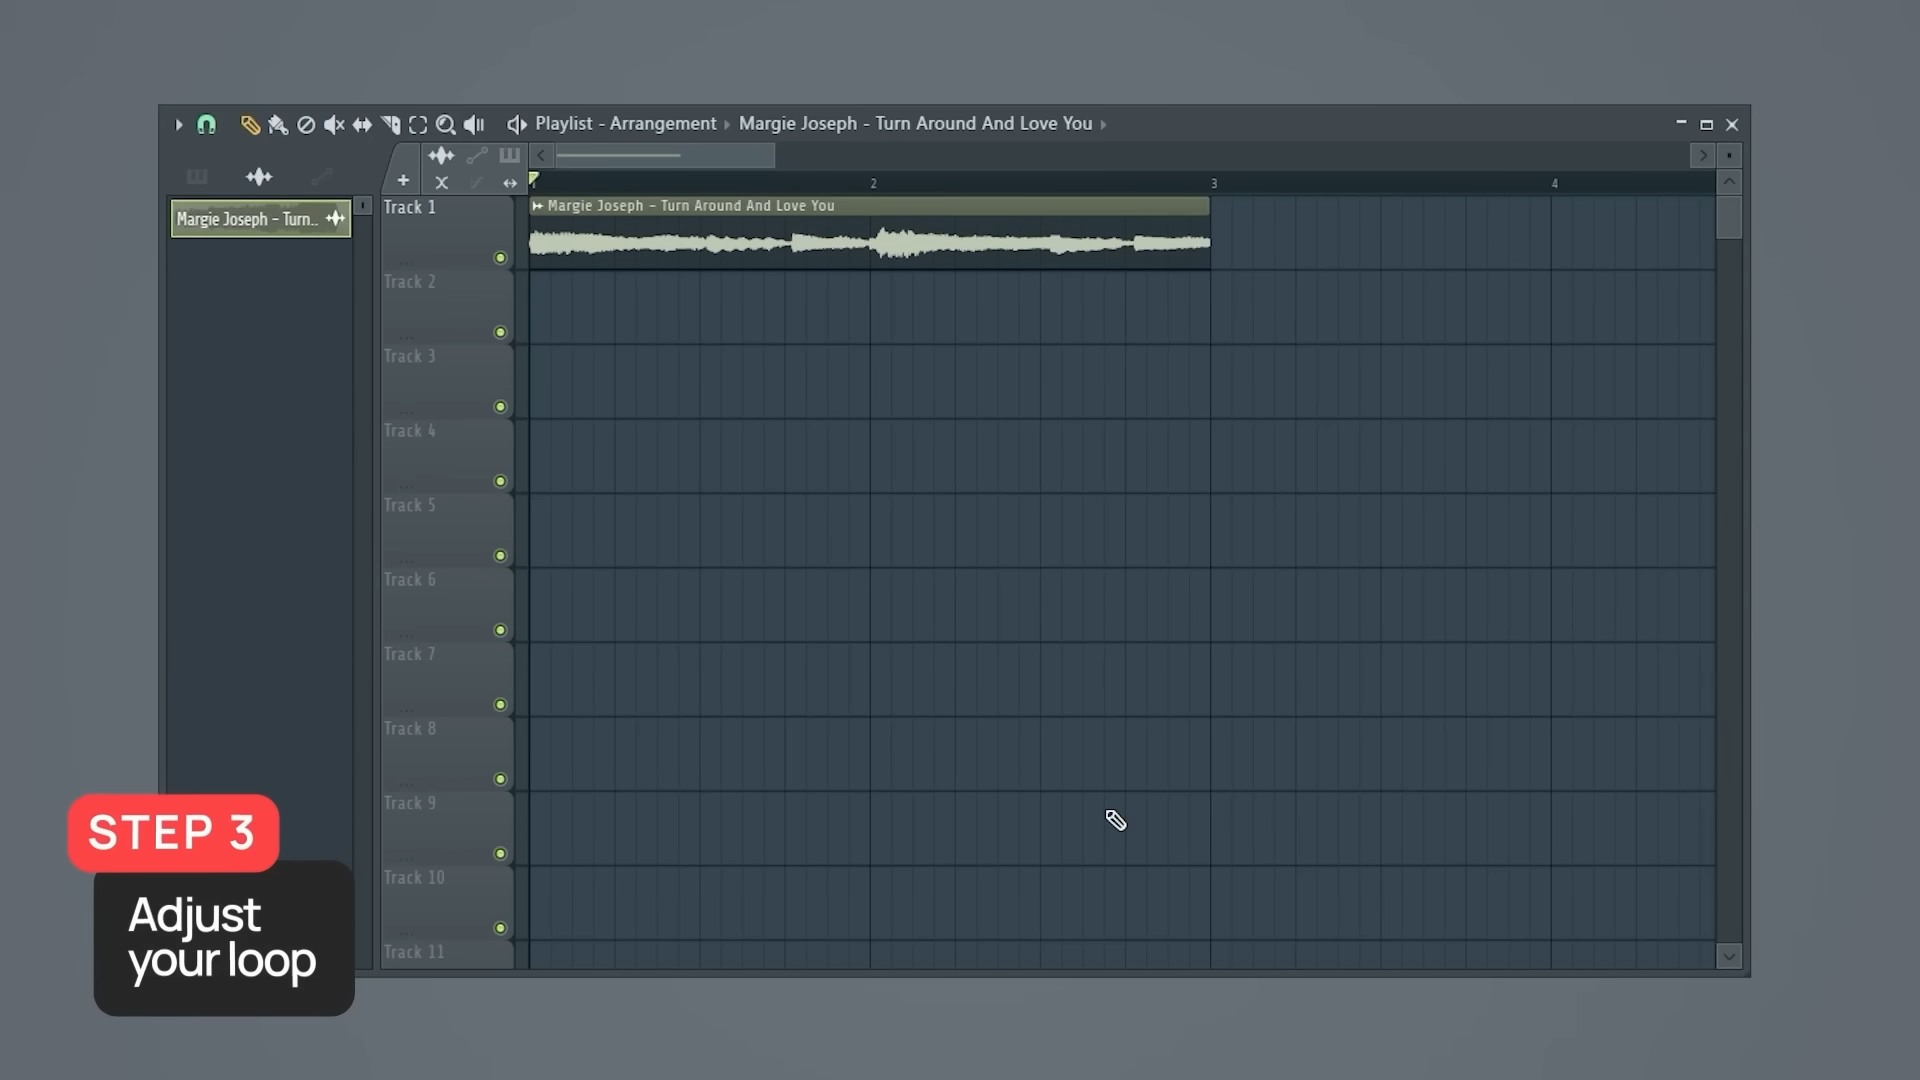 Playlist - Arrangement ▸ Margie Joseph - Turn Around And Love You ▸
1 2 3 4
Margie Joseph - Turn..
Track 1
Margie Joseph - Turn Around And Love You
Track 2
Track 3
Track 4
Track 5
Track 6
Track 7
Track 8
Track 9
Track 10
Track 11
STEP 3
Adjust
your loop